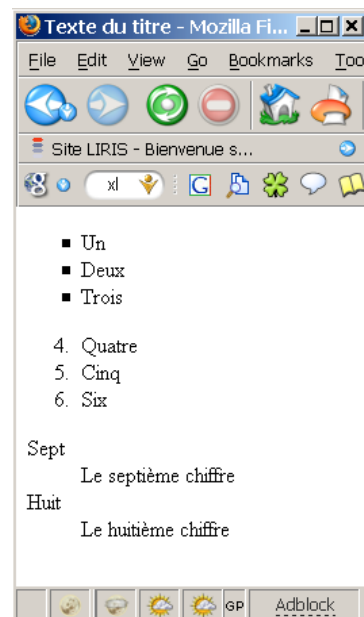 Texte du titre - Mozilla Fi...
File Edit View Go Bookmarks Too
Site LIRIS - Bienvenue s...
xl G
Un
Deux
Trois
4. Quatre
5. Cinq
6. Six
Sept
Le septième chiffre
Huit
Le huitième chiffre
GP Adblock